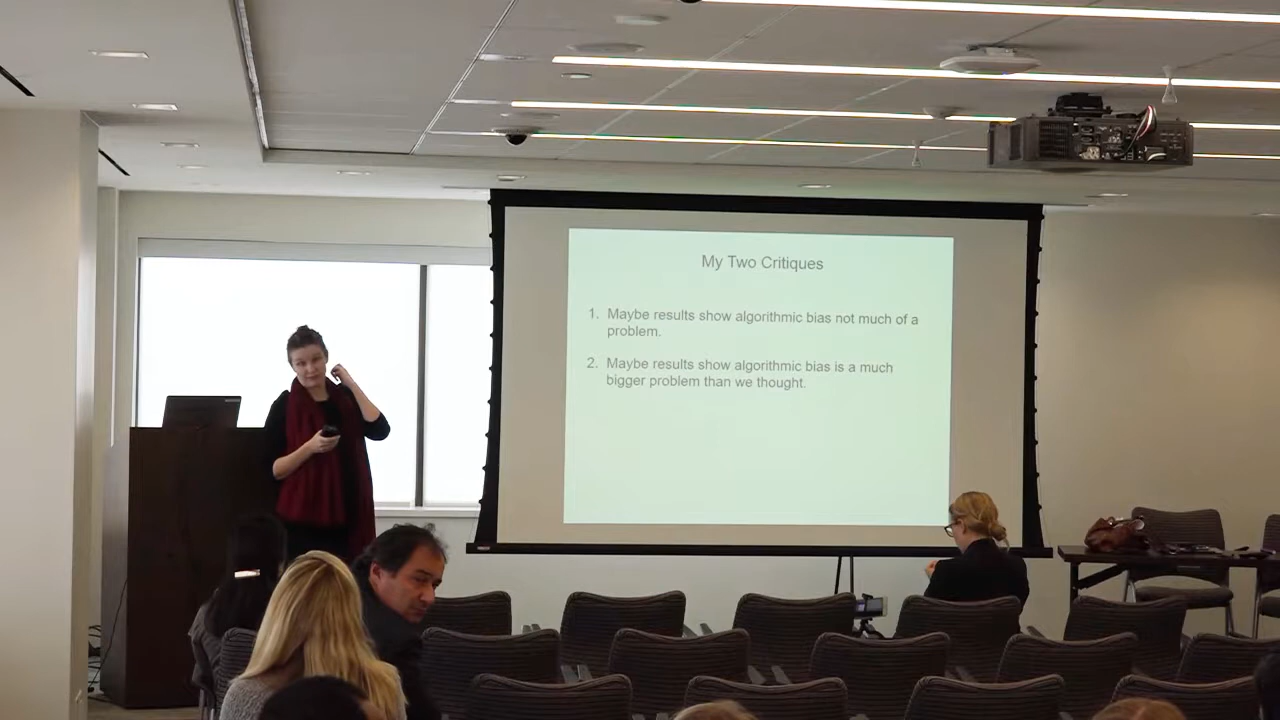 My Two Critiques
1. Maybe results show algorithmic bias not much of a
problem.
2. Maybe results show algorithmic bias is a much
bigger problem than we thought.